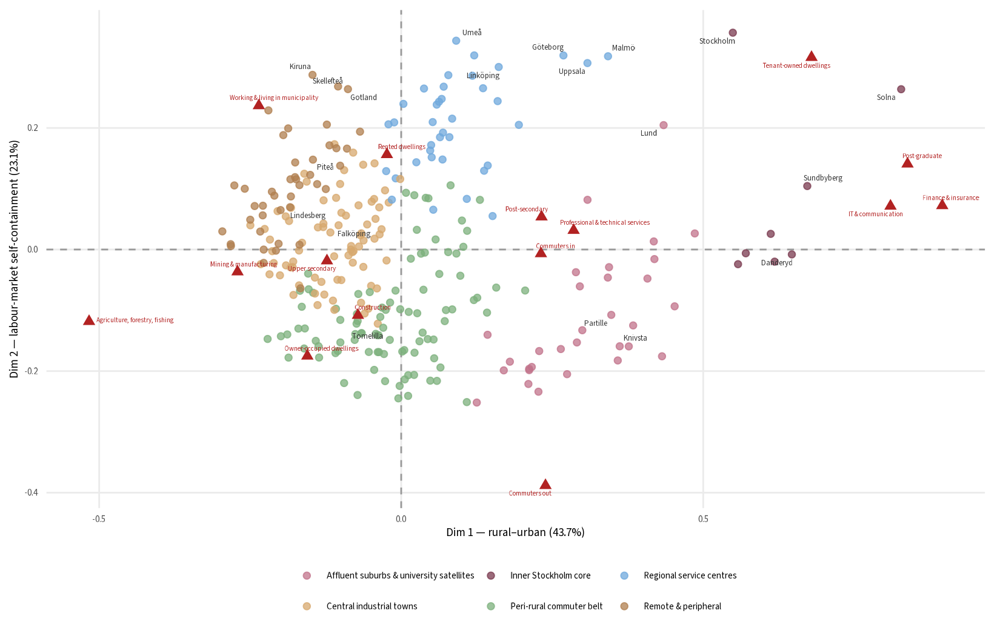 Umeå
Stockholm
Göteborg
Malmö
Tenant-owned dwellings
Kiruna
Uppsala
Linköping
Skellefteå
Gotland
Solna
Working & living in municipality
0.2
Lund
Rented dwellings
Post-graduate
Piteå
Sundbyberg
Finance & insurance
Post-secondary
IT & communication
Lindesberg
Professional & technical services
Falköping
Commuters in
0.0
Danderyd
Mining & manufacturing
Upper secondary
Construction
Agriculture, forestry, fishing
Partille
Tomelilla
Knivsta
Owner-occupied dwellings
-0.2
Commuters out
-0.4
Dim 2 — labour-market self-containment (23.1%)
-0.5
0.0
0.5
Dim 1 — rural–urban (43.7%)
Affluent suburbs & university satellites
Inner Stockholm core
Regional service centres
Central industrial towns
Peri-rural commuter belt
Remote & peripheral